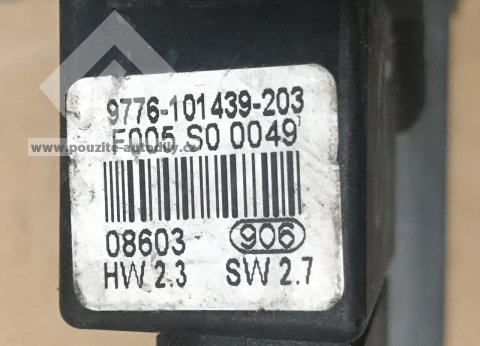 9776-101439-203
F005 S0 0049
www.pouzite-autodily.cz
08603 906
HW 2.3 SW 2.7